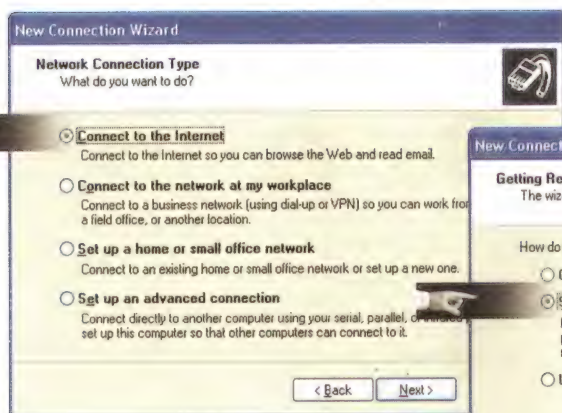 New Connection Wizard
Network Connection Type
What do you want to do?
Connect to the Internet
Connect to the Internet so you can browse the Web and read email.
Connect to the network at my workplace
Connect to a business network (using dial-up or VPN) so you can work from
a field office, or another location.
Set up a home or small office network
Connect to an existing home or small office network or set up a new one.
Set up an advanced connection
Connect directly to another computer using your serial, parallel, or infrared
set up this computer so that other computers can connect to it.
< Back
Next >
New Connect
Getting Re
The wiz
How do